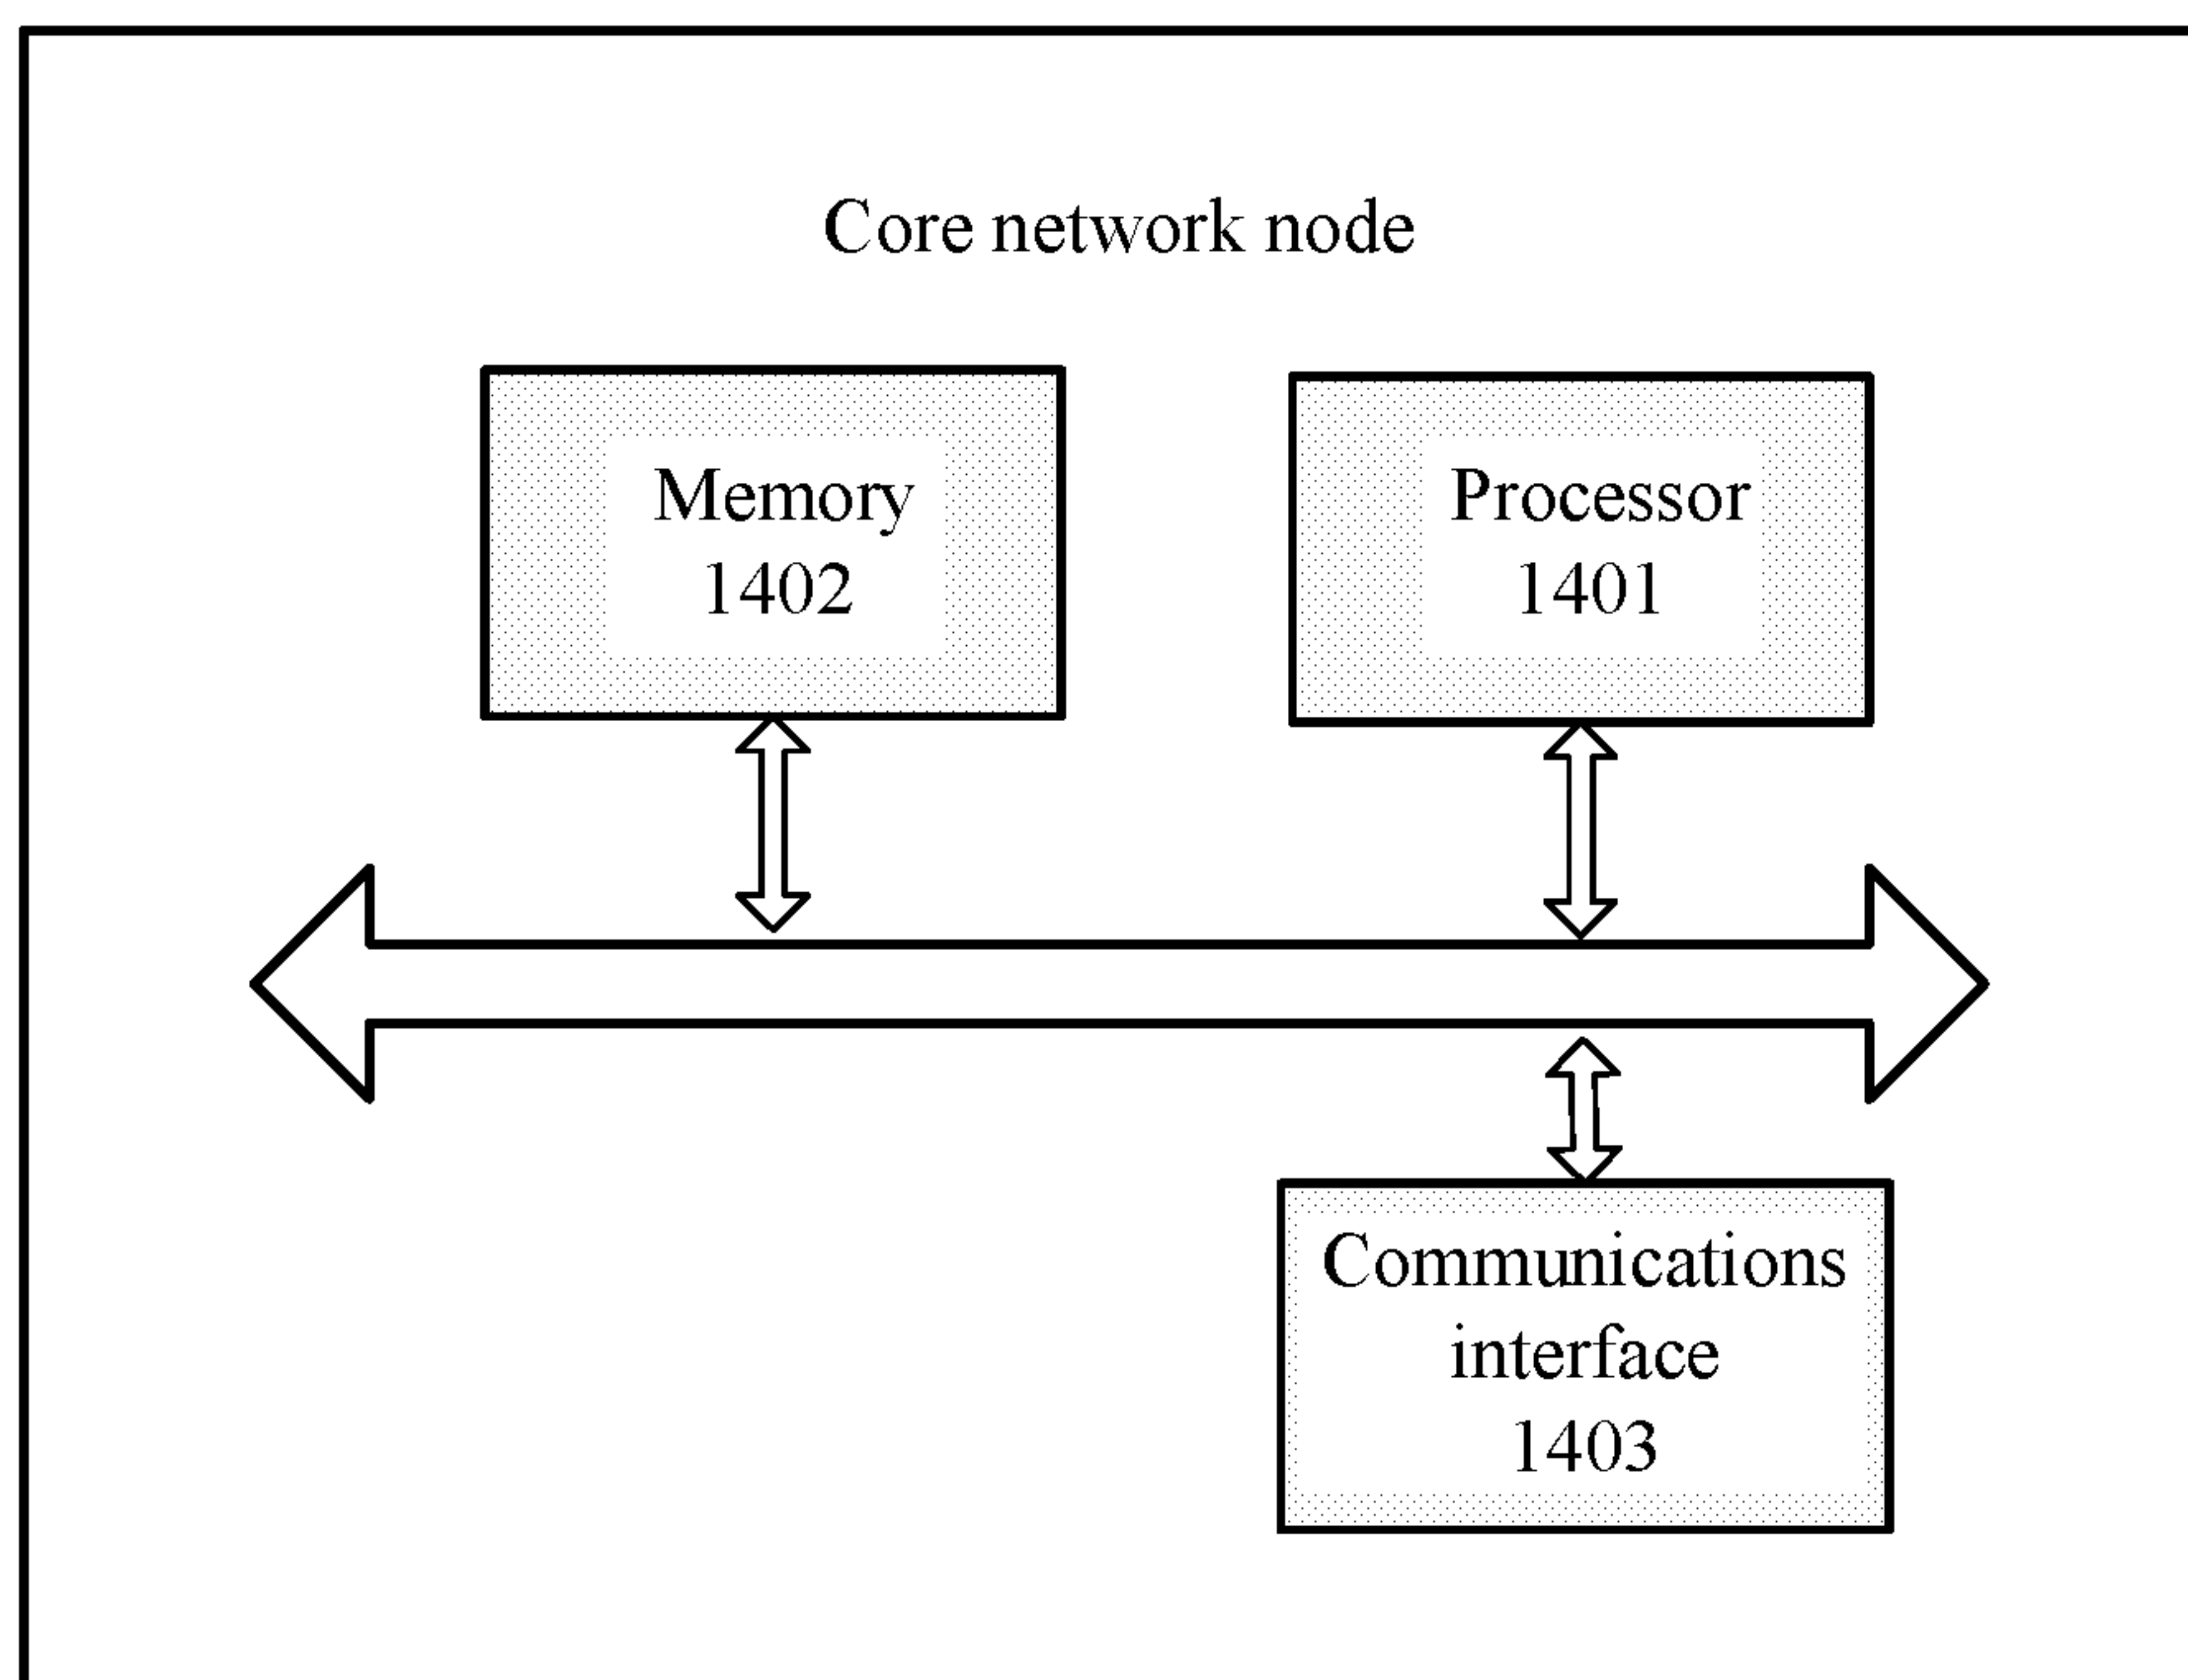 Core network node
Memory
1402
Processor
1401
Communications
interface
1403